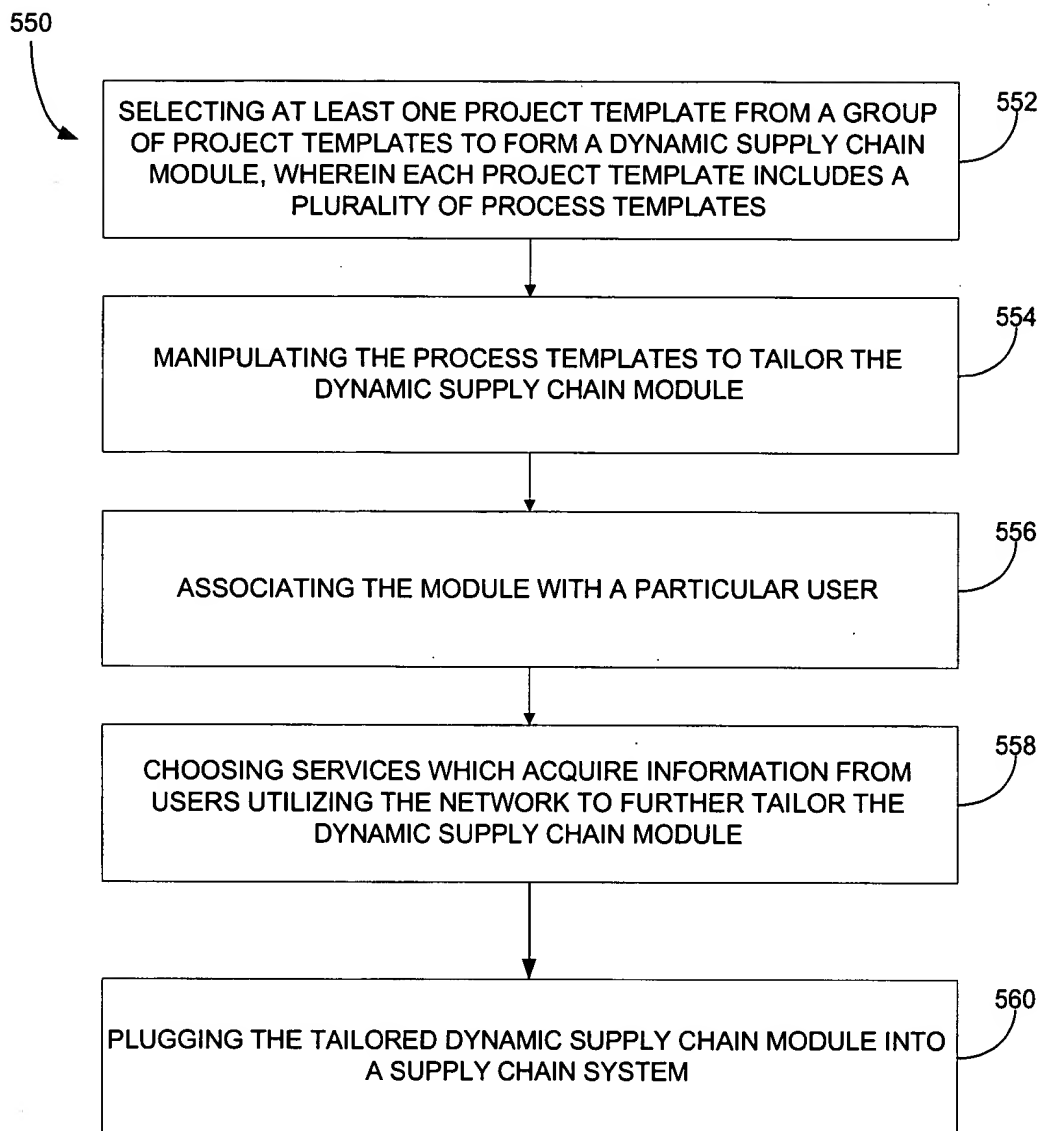 550
SELECTING AT LEAST ONE PROJECT TEMPLATE FROM A GROUP
OF PROJECT TEMPLATES TO FORM A DYNAMIC SUPPLY CHAIN
MODULE, WHEREIN EACH PROJECT TEMPLATE INCLUDES A
PLURALITY OF PROCESS TEMPLATES
552
MANIPULATING THE PROCESS TEMPLATES TO TAILOR THE
DYNAMIC SUPPLY CHAIN MODULE
554
ASSOCIATING THE MODULE WITH A PARTICULAR USER
556
CHOOSING SERVICES WHICH ACQUIRE INFORMATION FROM
USERS UTILIZING THE NETWORK TO FURTHER TAILOR THE
DYNAMIC SUPPLY CHAIN MODULE
558
PLUGGING THE TAILORED DYNAMIC SUPPLY CHAIN MODULE INTO
A SUPPLY CHAIN SYSTEM
560